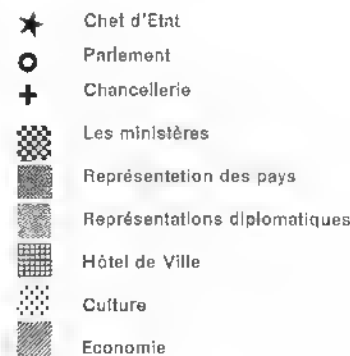 Chef d'Etat
Parlement
Chancellerie
Les ministères
Représentetion des pays
Représentations diplomatiques
Hôtel de Ville
Culture
Economie